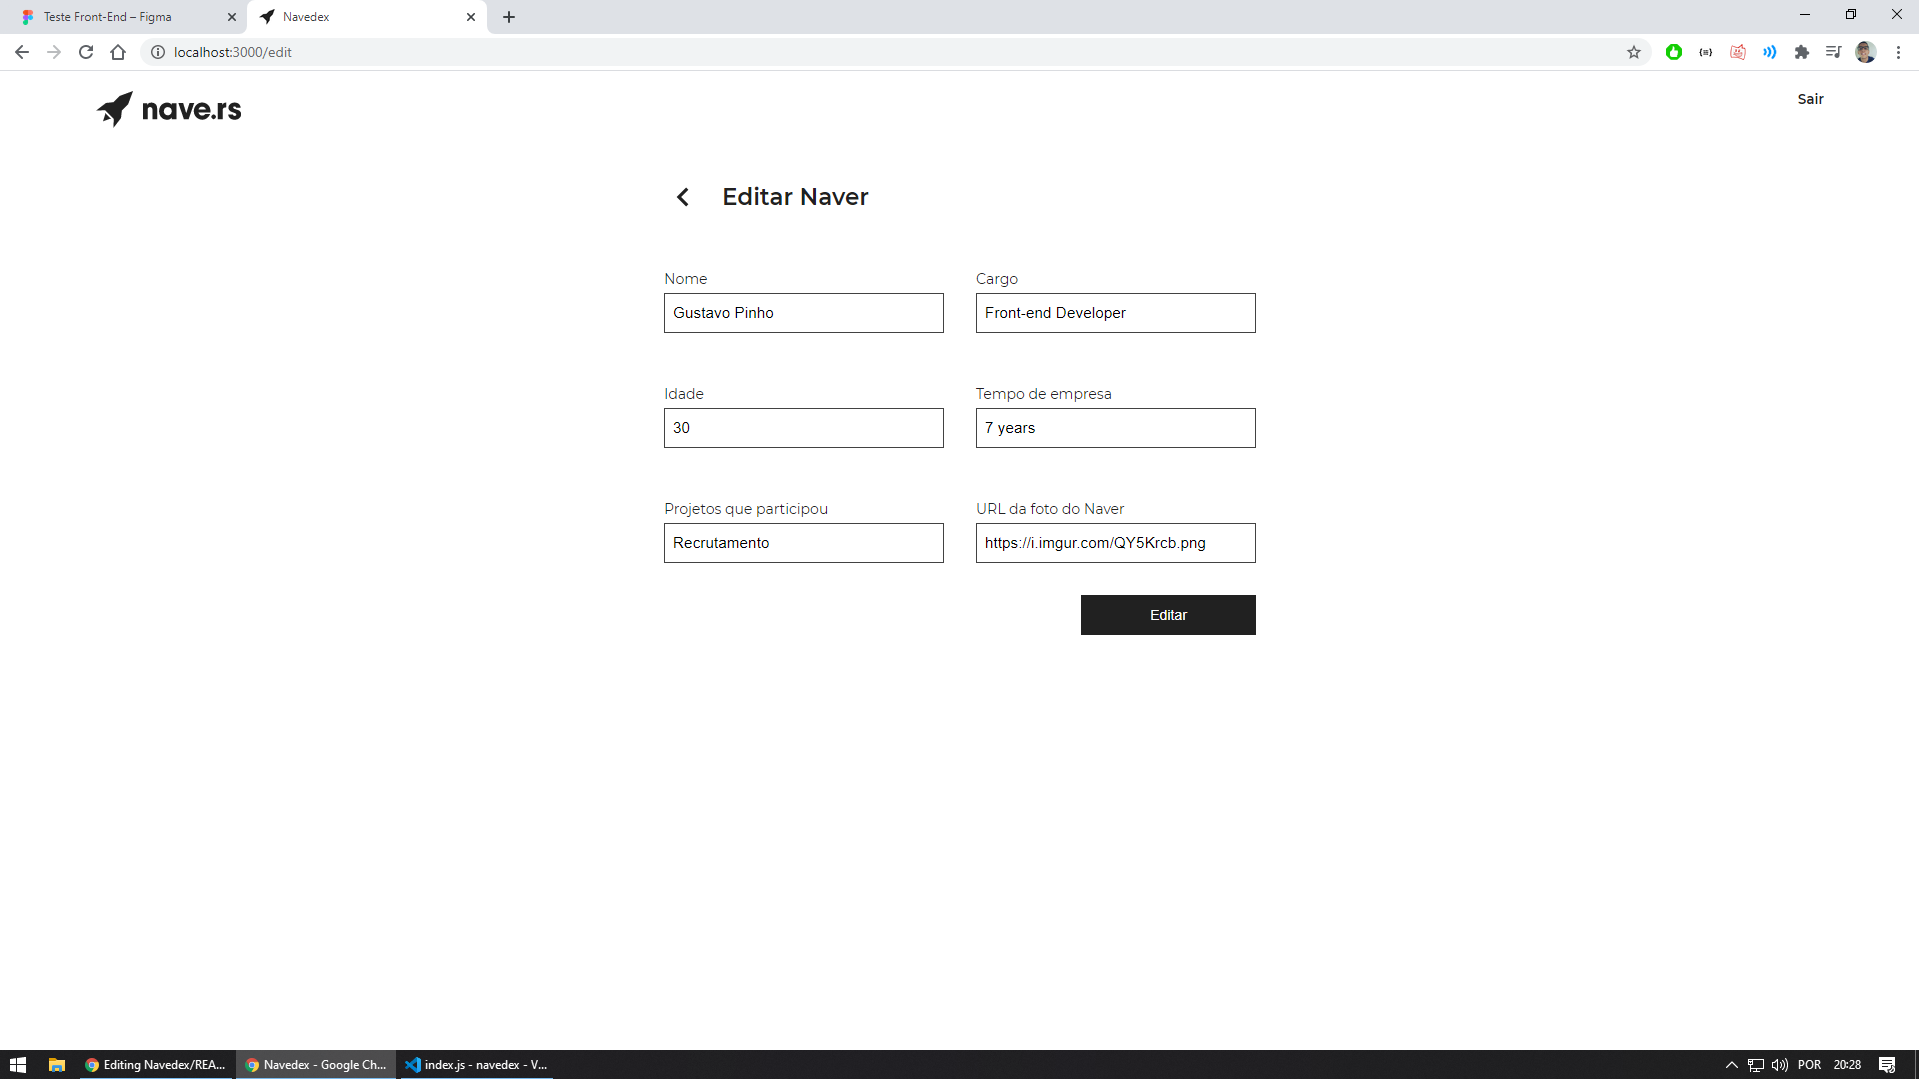 Teste Front-End – Figma
Navedex
localhost:3000/edit
nave.rs
Sair
Editar Naver
Nome
Cargo
Gustavo Pinho
Front-end Developer
Idade
Tempo de empresa
30
7 years
Projetos que participou
URL da foto do Naver
Recrutamento
https://i.imgur.com/QY5Krcb.png
Editar
Editing Navedex/REA...
Navedex - Google Ch...
index.js - navedex - V...
POR
20:28